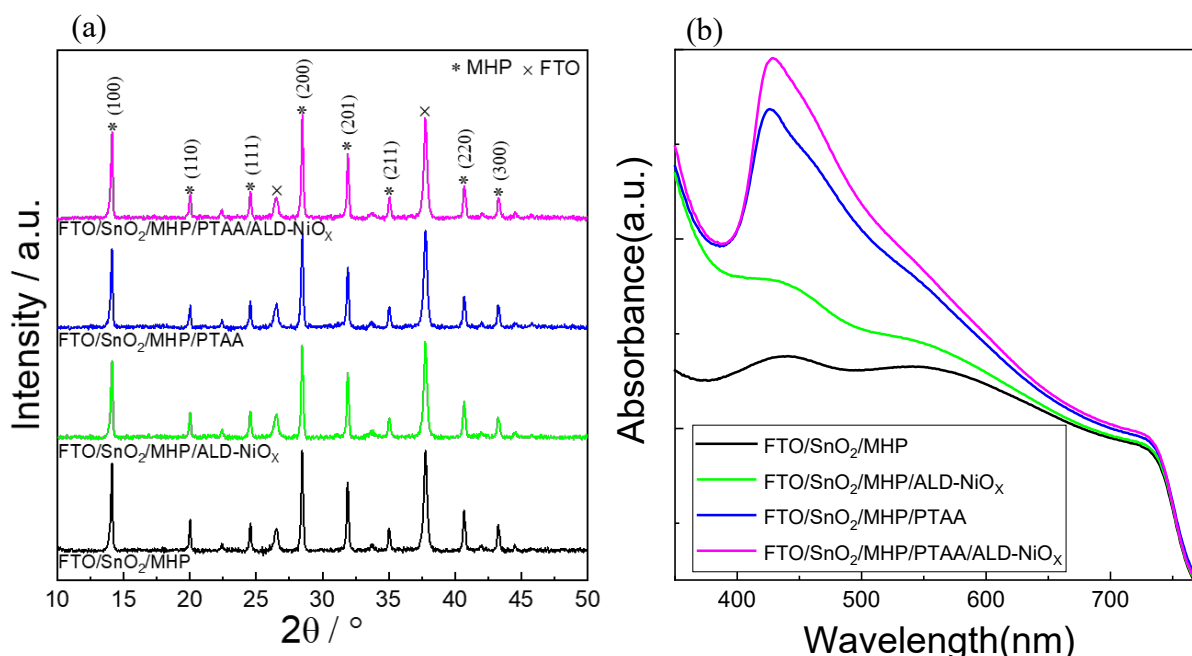 (a)
* MHP × FTO
* (100)
* (110)
* (111)
×
* (200)
* (201)
* (211)
×
* (220)
* (300)
FTO/SnO₂/MHP/PTAA/ALD-NiOₓ
FTO/SnO₂/MHP/PTAA
FTO/SnO₂/MHP/ALD-NiOₓ
FTO/SnO₂/MHP
Intensity / a.u.
10 15 20 25 30 35 40 45 50
2θ / °
(b)
Absorbance(a.u.)
FTO/SnO₂/MHP
FTO/SnO₂/MHP/ALD-NiOₓ
FTO/SnO₂/MHP/PTAA
FTO/SnO₂/MHP/PTAA/ALD-NiOₓ
400 500 600 700
Wavelength(nm)